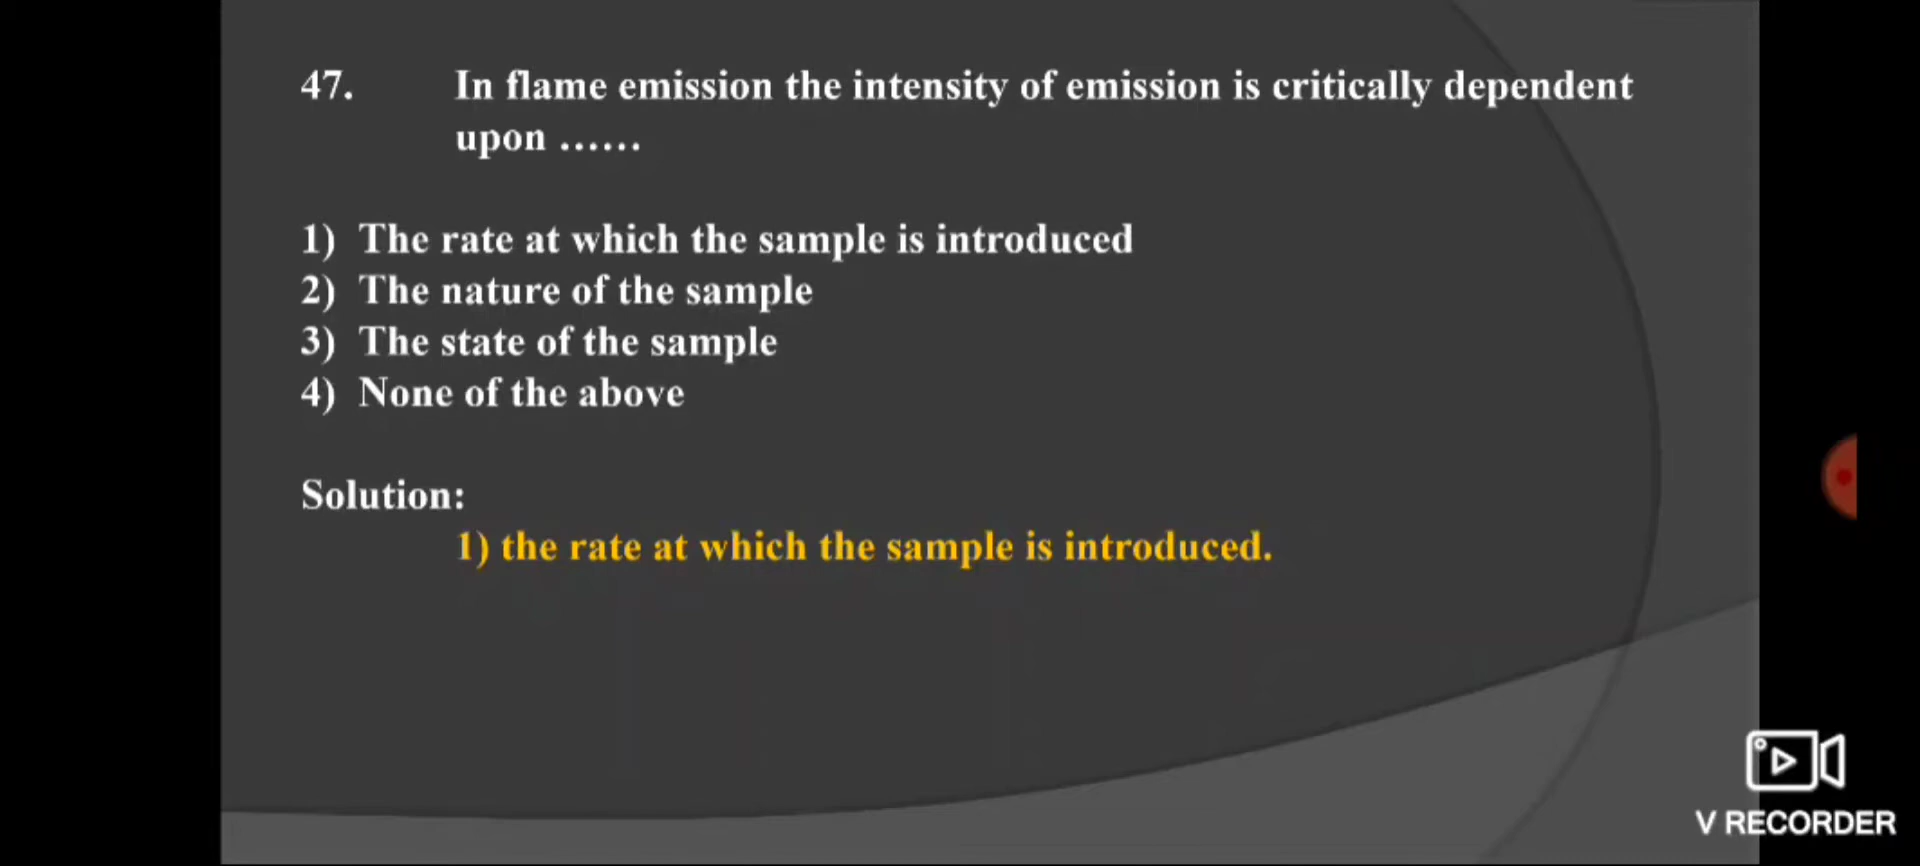 47. In flame emission the intensity of emission is critically dependent
upon ......
1) The rate at which the sample is introduced
2) The nature of the sample
3) The state of the sample
4) None of the above
Solution:
1) the rate at which the sample is introduced.
V RECORDER